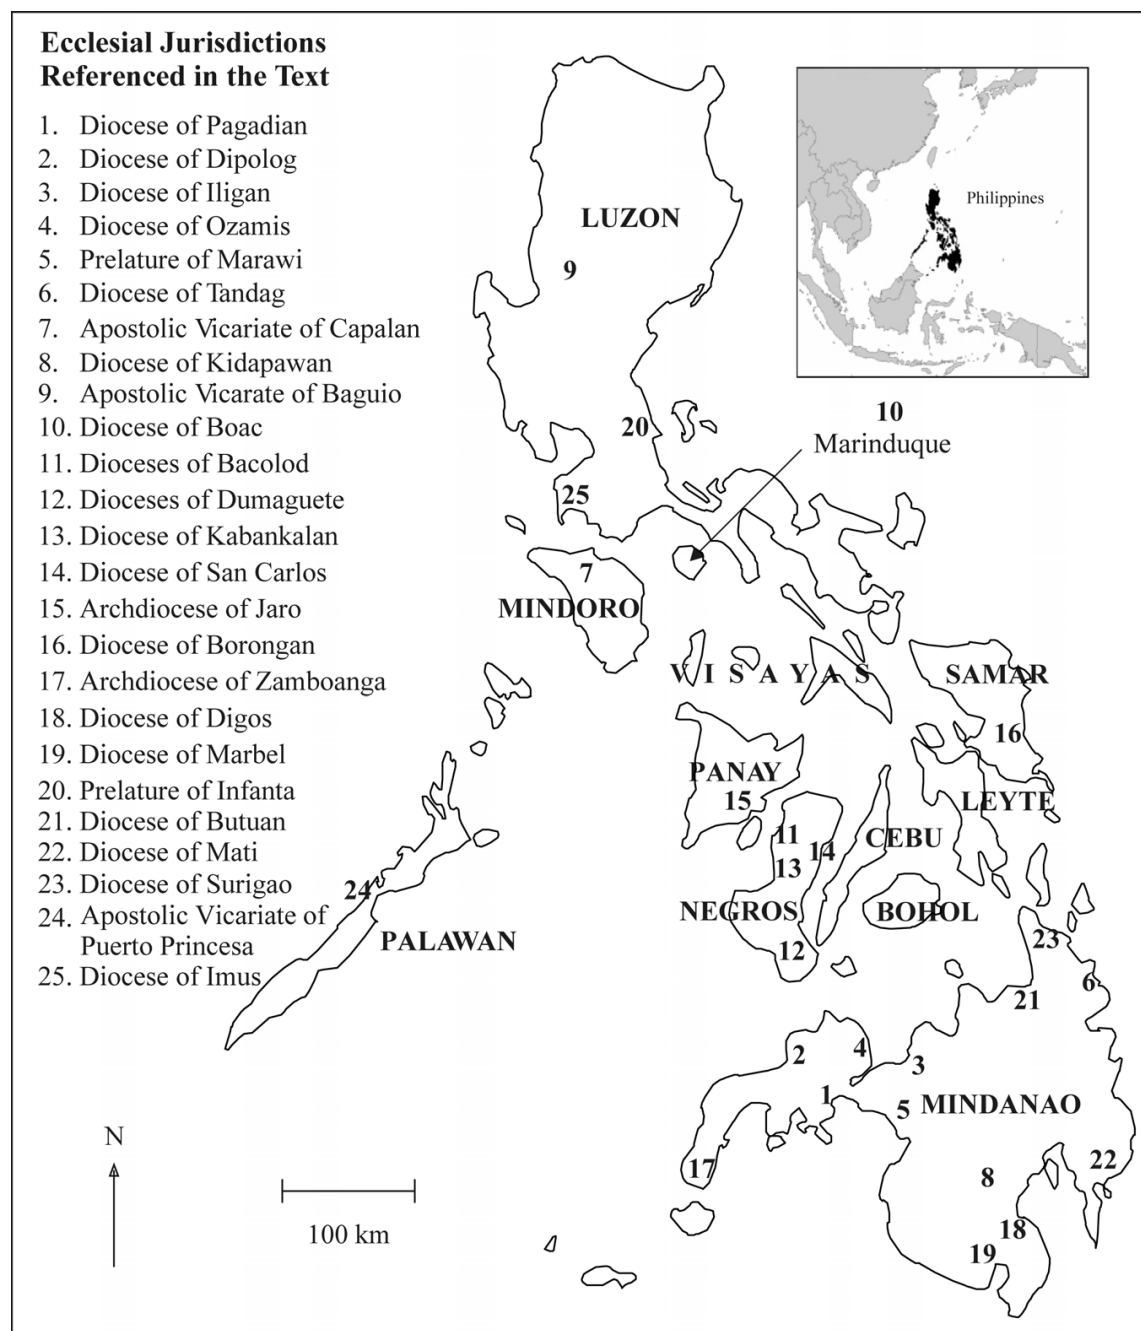 Ecclesial Jurisdictions
Referenced in the Text
1. Diocese of Pagadian
2. Diocese of Dipolog
3. Diocese of Iligan
4. Diocese of Ozamis
5. Prelature of Marawi
6. Diocese of Tandag
7. Apostolic Vicariate of Capalan
8. Diocese of Kidapawan
9. Apostolic Vicarate of Baguio
10. Diocese of Boac
11. Dioceses of Bacolod
12. Dioceses of Dumaguete
13. Diocese of Kabankalan
14. Diocese of San Carlos
15. Archdiocese of Jaro
16. Diocese of Borongan
17. Archdiocese of Zamboanga
18. Diocese of Digos
19. Diocese of Marbel
20. Prelature of Infanta
21. Diocese of Butuan
22. Diocese of Mati
23. Diocese of Surigao
24. Apostolic Vicariate of
Puerto Princesa
25. Diocese of Imus
Philippines
LUZON
9
10
Marinduque
20
25
7
MINDORO
VISAYAS
SAMAR
16
PANAY
15
LEYTE
11
14
CEBU
13
24
NEGROS
BOHOL
PALAWAN
12
23
6
21
2
4
3
1
5
MINDANAO
17
22
8
18
19
N
100 km